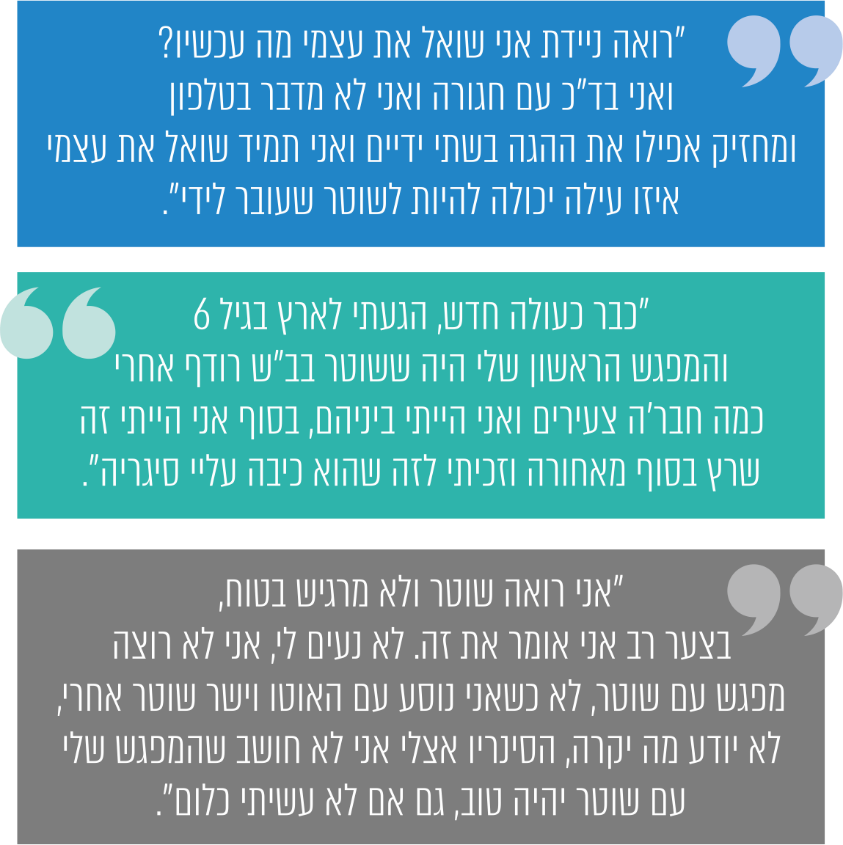 "רואה ניידת אני שואל את עצמי מה עכשיו?
ואני בד"כ עם חגורה ואני לא מדבר בטלפון
ומחזיק אפילו את ההגה בשתי ידיים ואני תמיד שואל את עצמי
איזו עילה יכולה להיות לשוטר שעובר לידי".
"כבר כעולה חדש, הגעתי לארץ בגיל 6
והמפגש הראשון שלי היה ששוטר בב"ש רודף אחרי
כמה חבר'ה צעירים ואני הייתי ביניהם, בסוף אני הייתי זה
שרץ בסוף מאחורה וזכיתי לזה שהוא כיבה עליי סיגריה".
"אני רואה שוטר ולא מרגיש בטוח,
בצער רב אני אומר את זה. לא נעים לי, אני לא רוצה
מפגש עם שוטר, לא כשאני נוסע עם האוטו וישר שוטר אחרי,
לא יודע מה יקרה, הסינריו אצלי אני לא חושב שהמפגש שלי
עם שוטר יהיה טוב, גם אם לא עשיתי כלום".